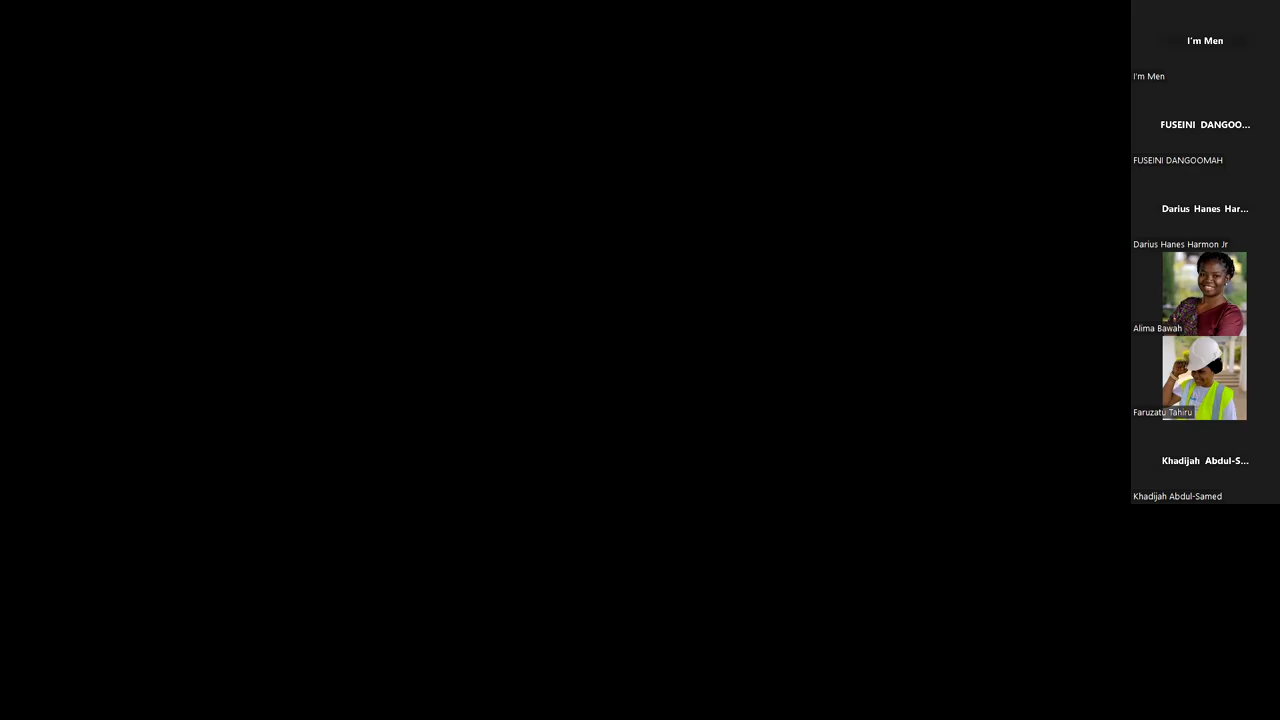 I'm Men
I'm Men
FUSEINI DANGOO...
FUSEINI DANGOOMAH
Darius Hanes Har...
Darius Hanes Harmon Jr
Alima Bawah
Faruzatu Tahiru
Khadijah Abdul-S...
Khadijah Abdul-Samed